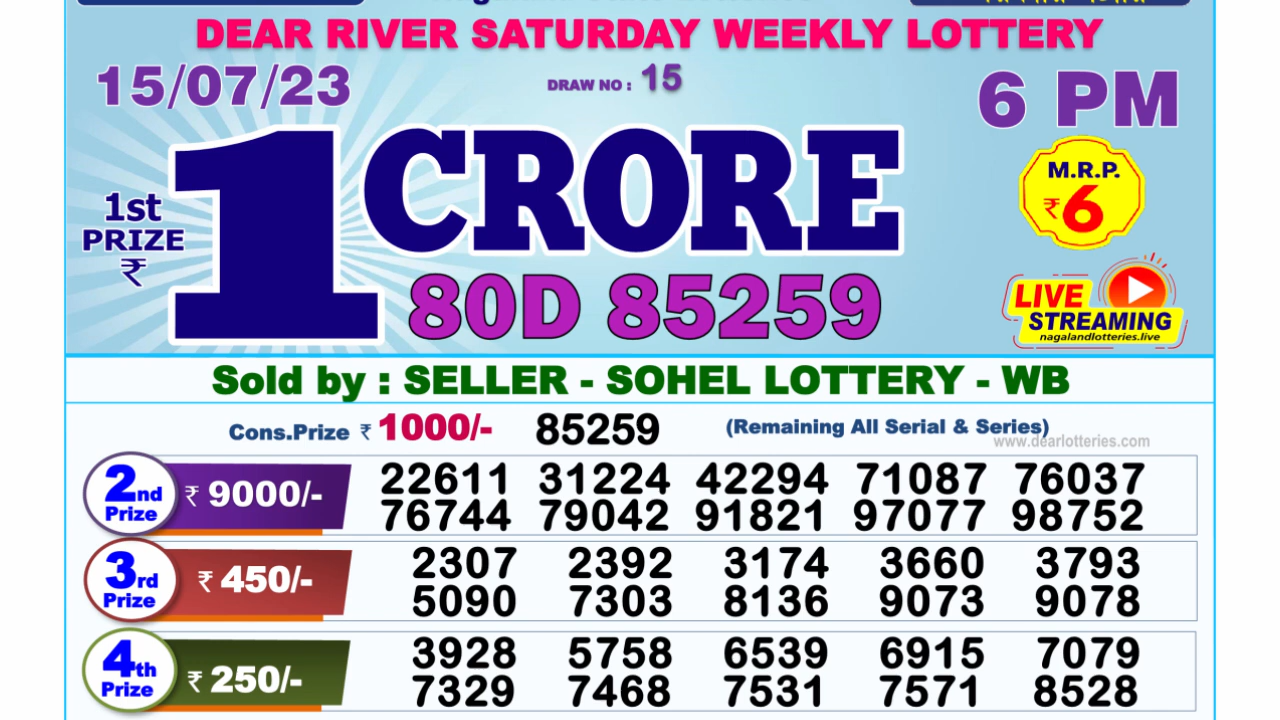 DEAR RIVER SATURDAY WEEKLY LOTTERY
15/07/23
DRAW NO : 15
6 PM
1st
PRIZE
₹
1 CRORE
80D 85259
M.R.P.
₹6
LIVE
STREAMING
nagalandlotteries.live
Sold by : SELLER - SOHEL LOTTERY - WB
Cons.Prize ₹ 1000/- 85259 (Remaining All Serial & Series)
www.dearlotteries.com
2nd Prize ₹ 9000/-
22611 31224 42294 71087 76037
76744 79042 91821 97077 98752
3rd Prize ₹ 450/-
2307 2392 3174 3660 3793
5090 7303 8136 9073 9078
4th Prize ₹ 250/-
3928 5758 6539 6915 7079
7329 7468 7531 7571 8528